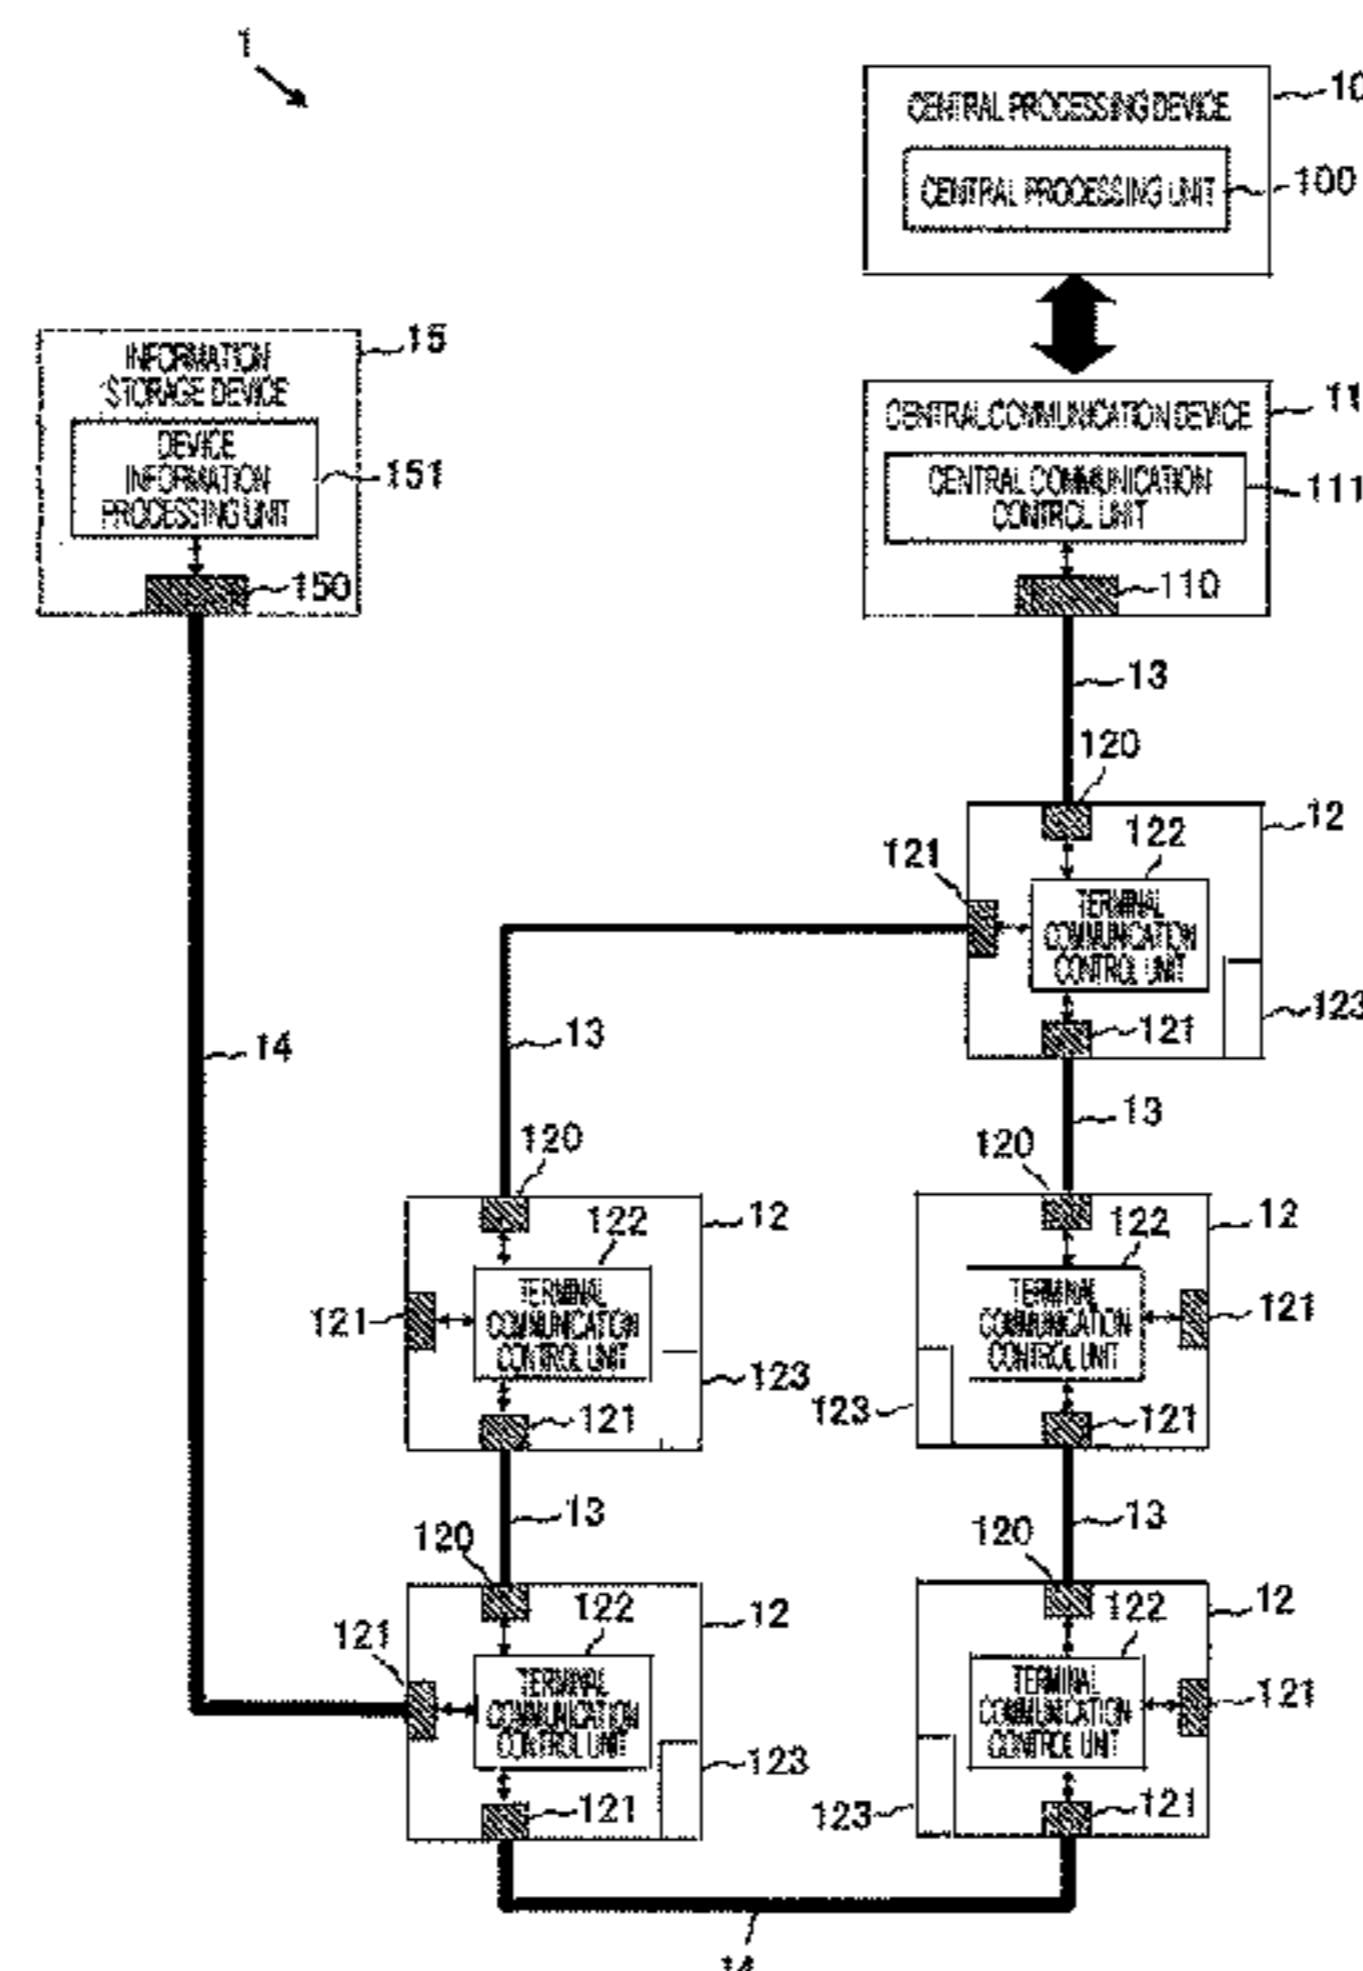 1
CENTRAL PROCESSING DEVICE
10
CENTRAL PROCESSING UNIT
100
INFORMATION
STORAGE DEVICE
15
DEVICE
INFORMATION
PROCESSING UNIT
151
150
CENTRAL COMMUNICATION DEVICE
11
CENTRAL COMMUNICATION
CONTROL UNIT
111
110
13
120
12
122
121
TERMINAL
COMMUNICATION
CONTROL UNIT
123
121
13
14
13
120
12
122
121
TERMINAL
COMMUNICATION
CONTROL UNIT
123
121
120
12
122
TERMINAL
COMMUNICATION
CONTROL UNIT
121
123
121
13
13
120
12
122
121
TERMINAL
COMMUNICATION
CONTROL UNIT
123
121
120
12
122
TERMINAL
COMMUNICATION
CONTROL UNIT
121
123
121
14